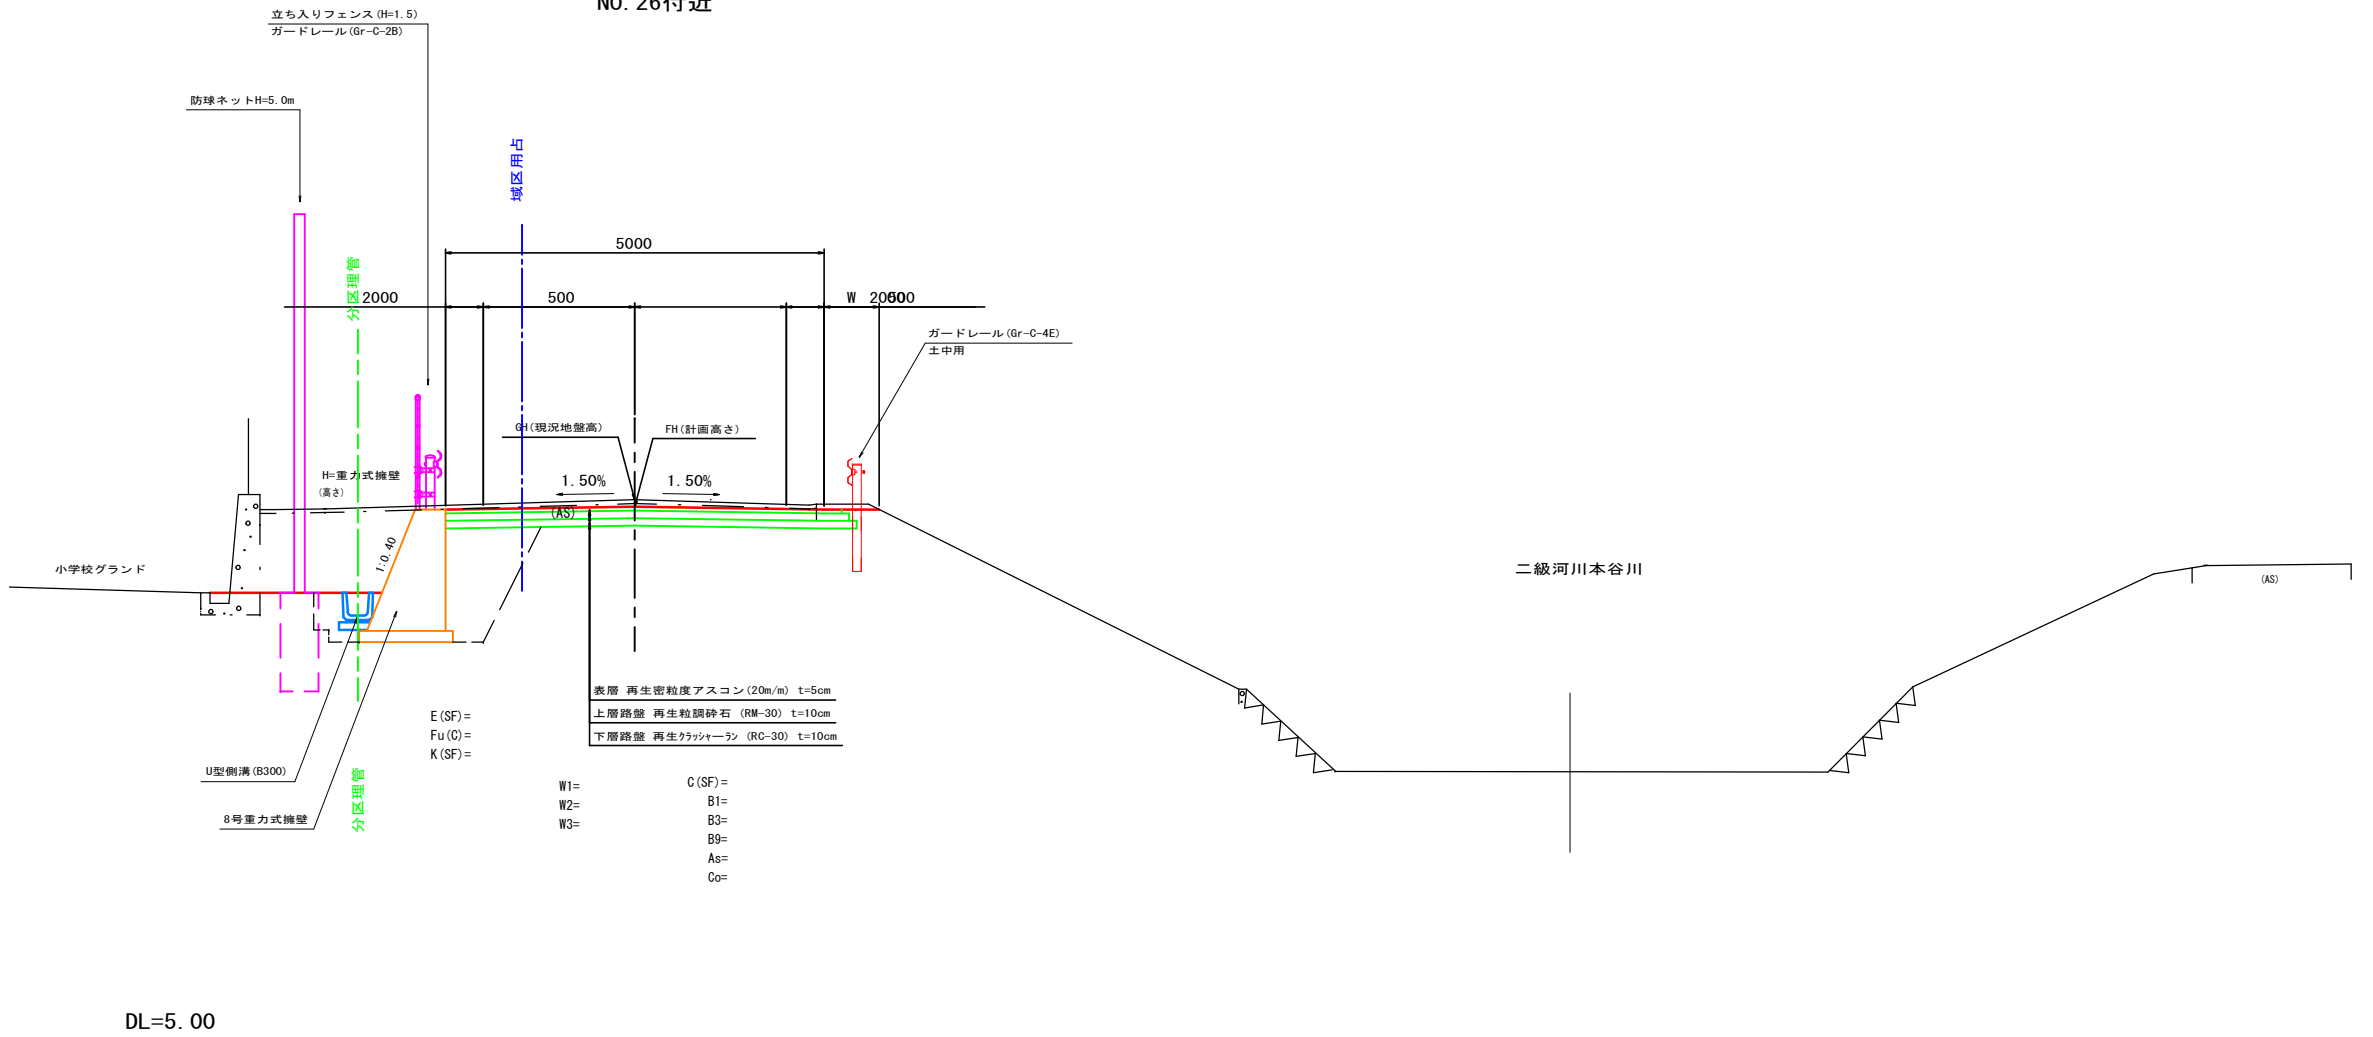 NO.26付近
立ち入りフェンス(H=1.5)
ガードレール(Gr-C-2B)
防球ネットH=5.0m
域区用占
分区理管
5000
2000
500
W
2000
500
ガードレール(Gr-C-4E)
土中用
GH(現況地盤高)
FH(計画高さ)
H=重力式擁壁
(高さ)
1.50%
1.50%
(AS)
1:0.40
小学校グランド
二級河川本谷川
(AS)
表層 再生密粒度アスコン(20m/m) t=5cm
上層路盤 再生粒調砕石 (RM-30) t=10cm
下層路盤 再生クラッシャーラン (RC-30) t=10cm
E(SF)=
Fu(C)=
K(SF)=
U型側溝(B300)
分区理管
8号重力式擁壁
W1=
W2=
W3=
C(SF)=
B1=
B3=
B9=
As=
Co=
DL=5.00